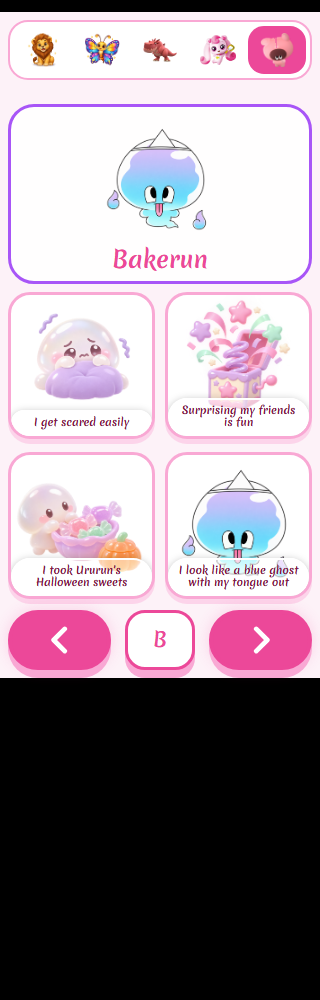 Bakerun
I get scared easily
Surprising my friends
is fun
I took Ururun's
Halloween sweets
I look like a blue ghost
with my tongue out
B